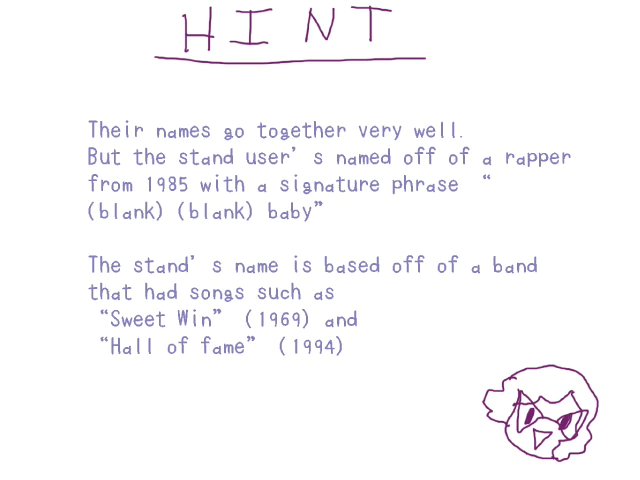 HINT
Their names go together very well.
But the stand user's named off of a rapper
from 1985 with a signature phrase "
(blank) (blank) baby"
The stand's name is based off of a band
that had songs such as
"Sweet Win" (1969) and
"Hall of fame" (1994)